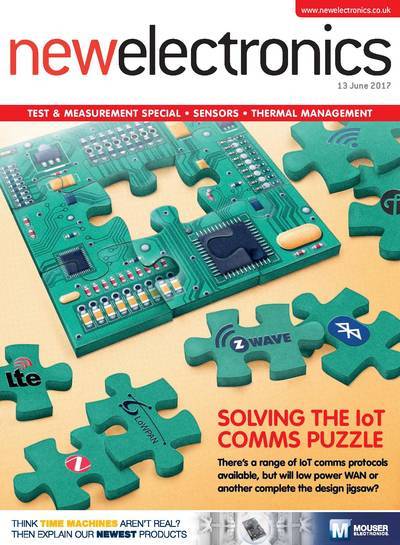 www.newelectronics.co.uk
newelectronics
13 June 2017
TEST & MEASUREMENT SPECIAL • SENSORS • THERMAL MANAGEMENT
Z WAVE
lte
6LoWPAN
Z
SOLVING THE IoT
COMMS PUZZLE
There's a range of IoT comms protocols
available, but will low power WAN or
another complete the design jigsaw?
THINK TIME MACHINES AREN'T REAL?
THEN EXPLAIN OUR NEWEST PRODUCTS
M MOUSER
ELECTRONICS.